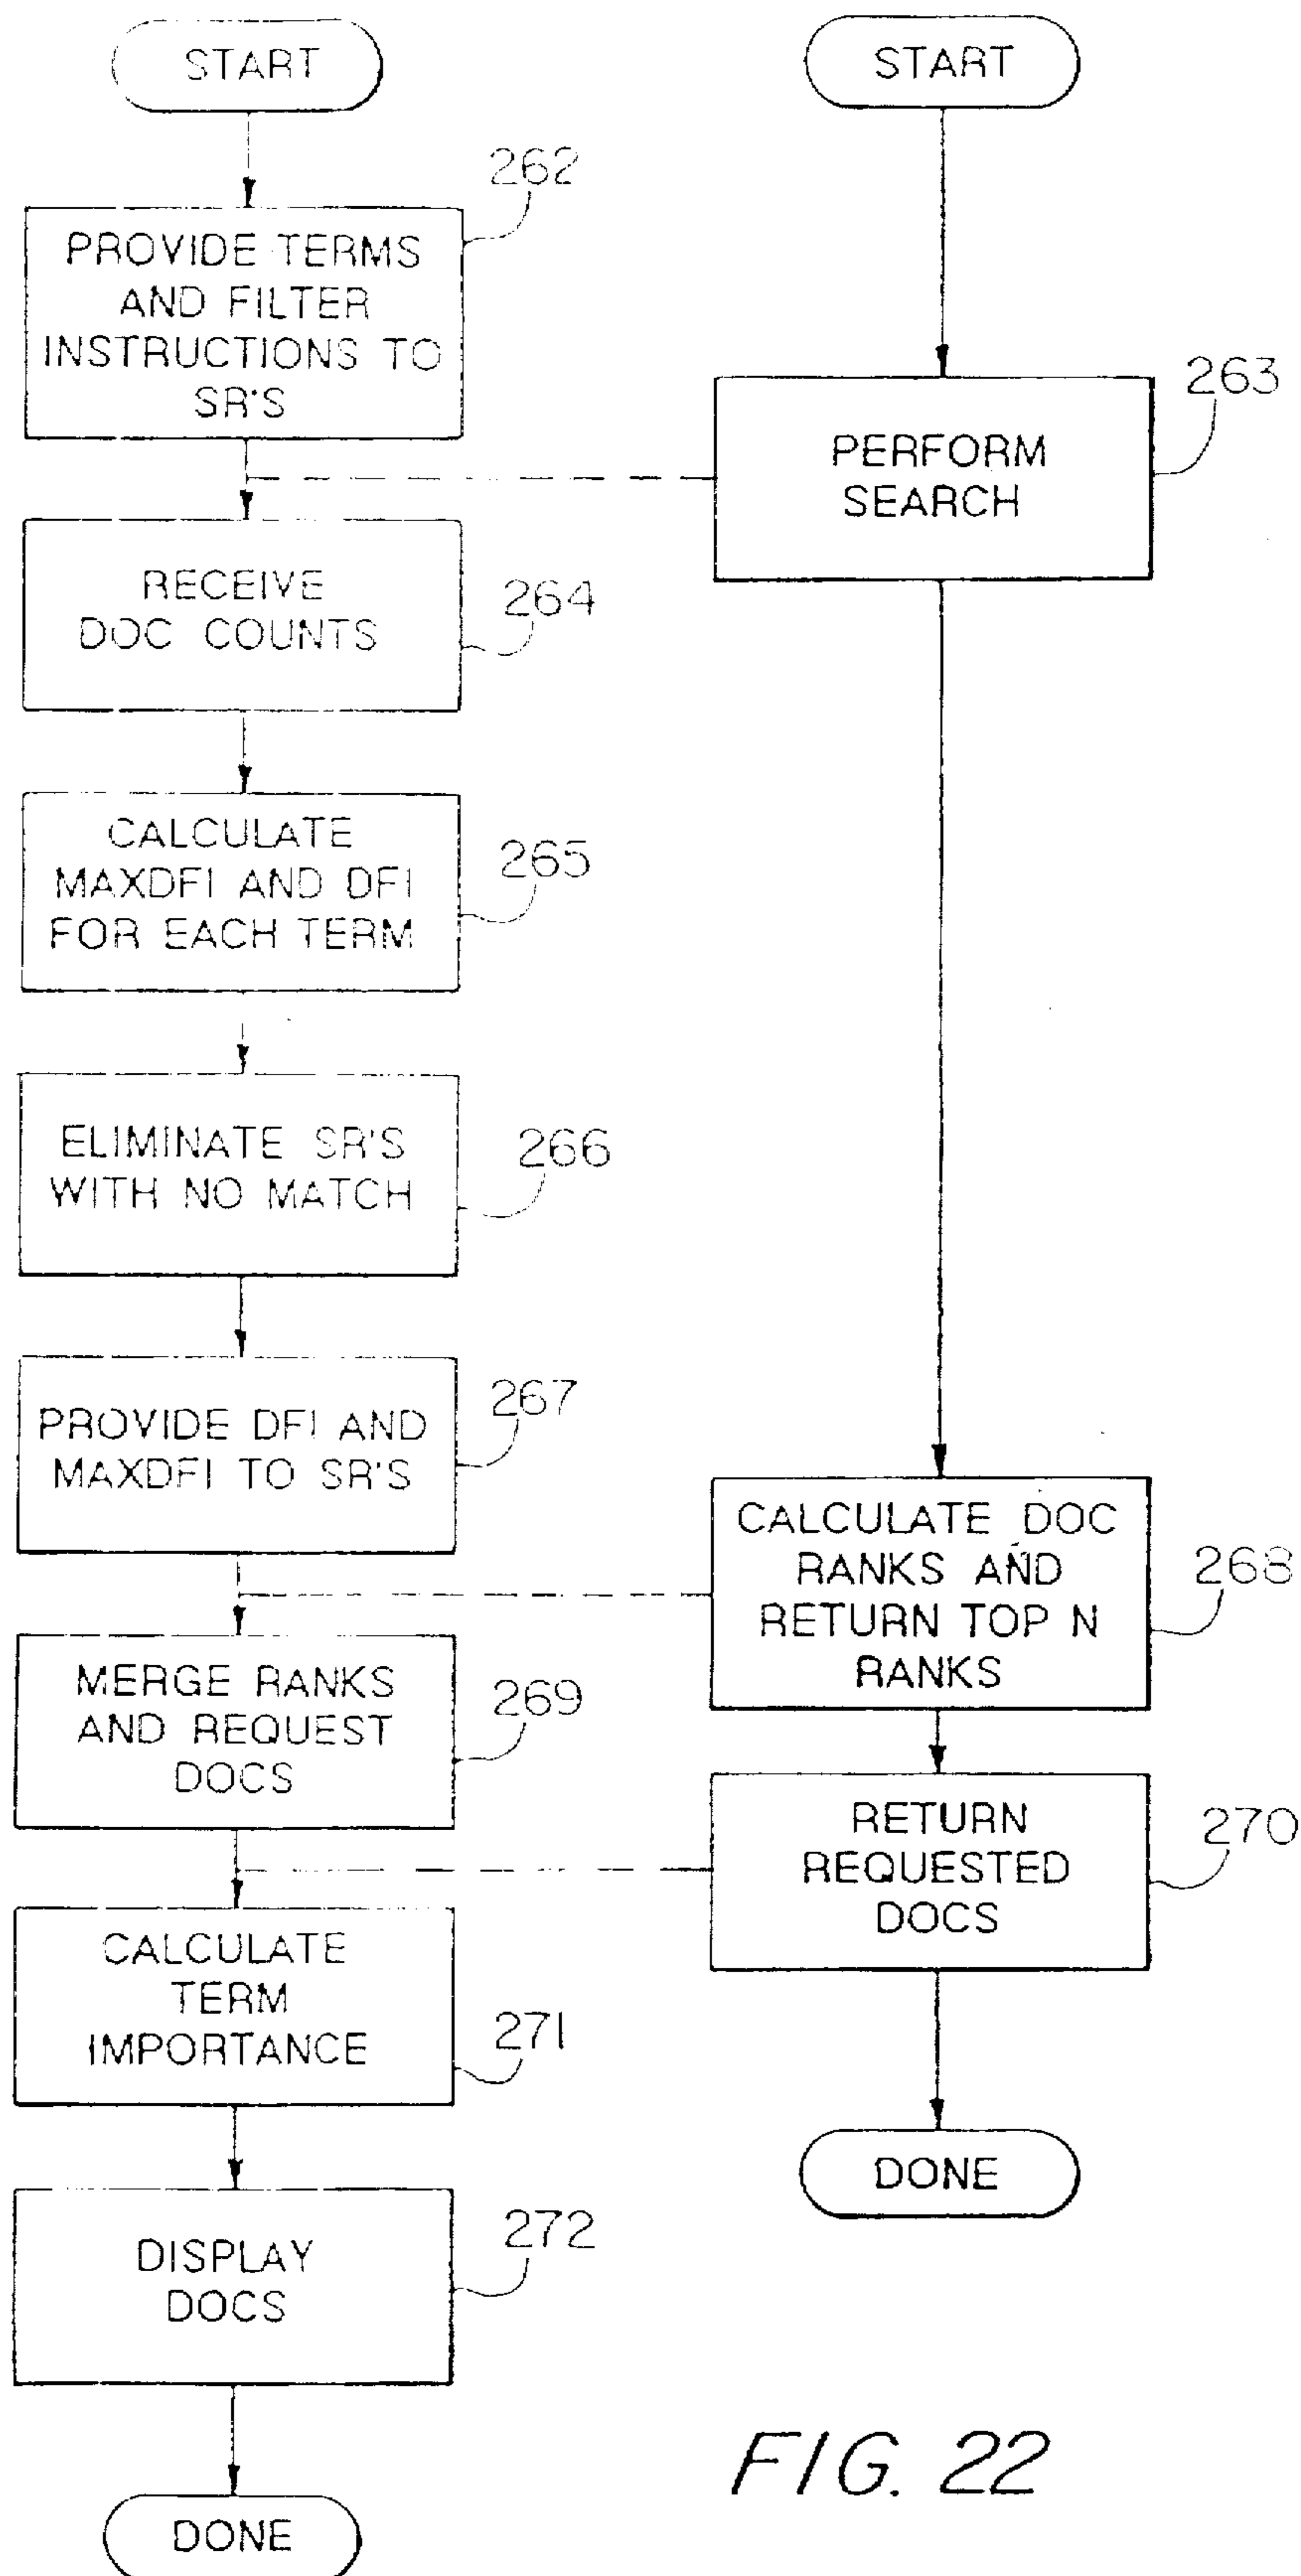 START
262
PROVIDE TERMS
AND FILTER
INSTRUCTIONS TO
SR'S
264
RECEIVE
DOC COUNTS
265
CALCULATE
MAXDFI AND DFI
FOR EACH TERM
266
ELIMINATE SR'S
WITH NO MATCH
267
PROVIDE DFI AND
MAXDFI TO SR'S
269
MERGE RANKS
AND REQUEST
DOCS
271
CALCULATE
TERM
IMPORTANCE
272
DISPLAY
DOCS
DONE
START
263
PERFORM
SEARCH
268
CALCULATE DOC
RANKS AND
RETURN TOP N
RANKS
270
RETURN
REQUESTED
DOCS
DONE
FIG. 22